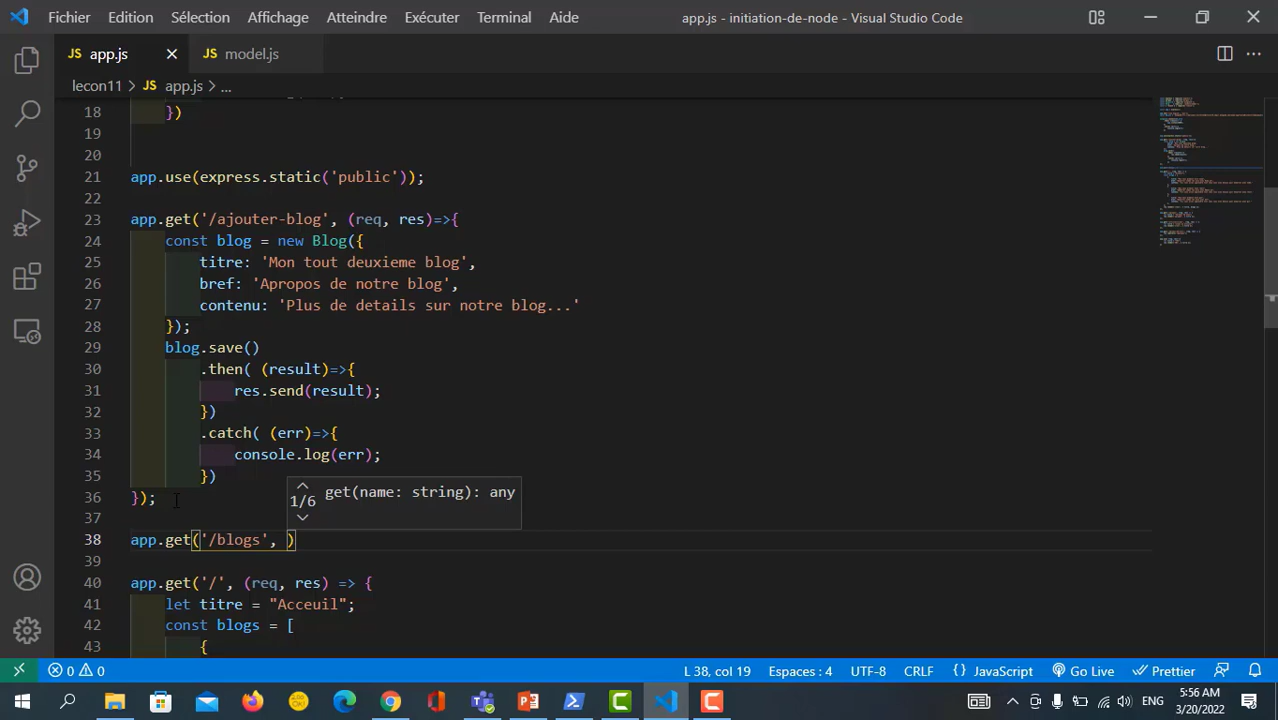 Fichier Edition Sélection Affichage Atteindre Exécuter Terminal Aide app.js - initiation-de-node - Visual Studio Code
JS app.js JS model.js
lecon11 > JS app.js > ...
18 })
19
20
21 app.use(express.static('public'));
22
23 app.get('/ajouter-blog', (req, res)=>{
24 const blog = new Blog({
25 titre: 'Mon tout deuxieme blog',
26 bref: 'Apropos de notre blog',
27 contenu: 'Plus de details sur notre blog...'
28 });
29 blog.save()
30 .then( (result)=>{
31 res.send(result);
32 })
33 .catch( (err)=>{
34 console.log(err);
35 })
36 });
1/6 get(name: string): any
37
38 app.get('/blogs', )
39
40 app.get('/', (req, res) => {
41 let titre = "Acceuil";
42 const blogs = [
43 {
0 0 L 38, col 19 Espaces : 4 UTF-8 CRLF {} JavaScript Go Live Prettier
ENG 5:56 AM
3/20/2022